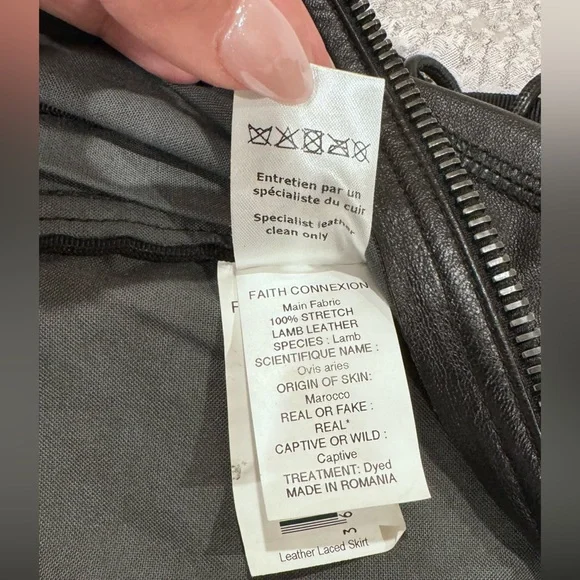 Entretien par un
spécialiste du cuir
Specialist leather
clean only
FAITH CONNEXION
Main Fabric
100% STRETCH
LAMB LEATHER
SPECIES : Lamb
SCIENTIFIQUE NAME :
Ovis aries
ORIGIN OF SKIN:
Marocco
REAL OR FAKE :
REAL*
CAPTIVE OR WILD :
Captive
TREATMENT: Dyed
MADE IN ROMANIA
3 6
Leather Laced Skirt